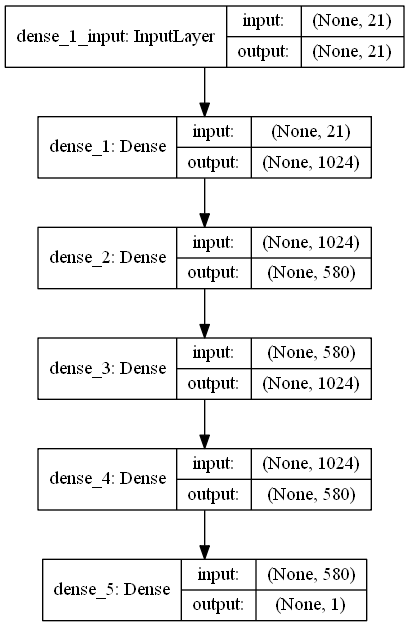 dense_1_input: InputLayer
input: (None, 21)
output: (None, 21)
dense_1: Dense
input: (None, 21)
output: (None, 1024)
dense_2: Dense
input: (None, 1024)
output: (None, 580)
dense_3: Dense
input: (None, 580)
output: (None, 1024)
dense_4: Dense
input: (None, 1024)
output: (None, 580)
dense_5: Dense
input: (None, 580)
output: (None, 1)